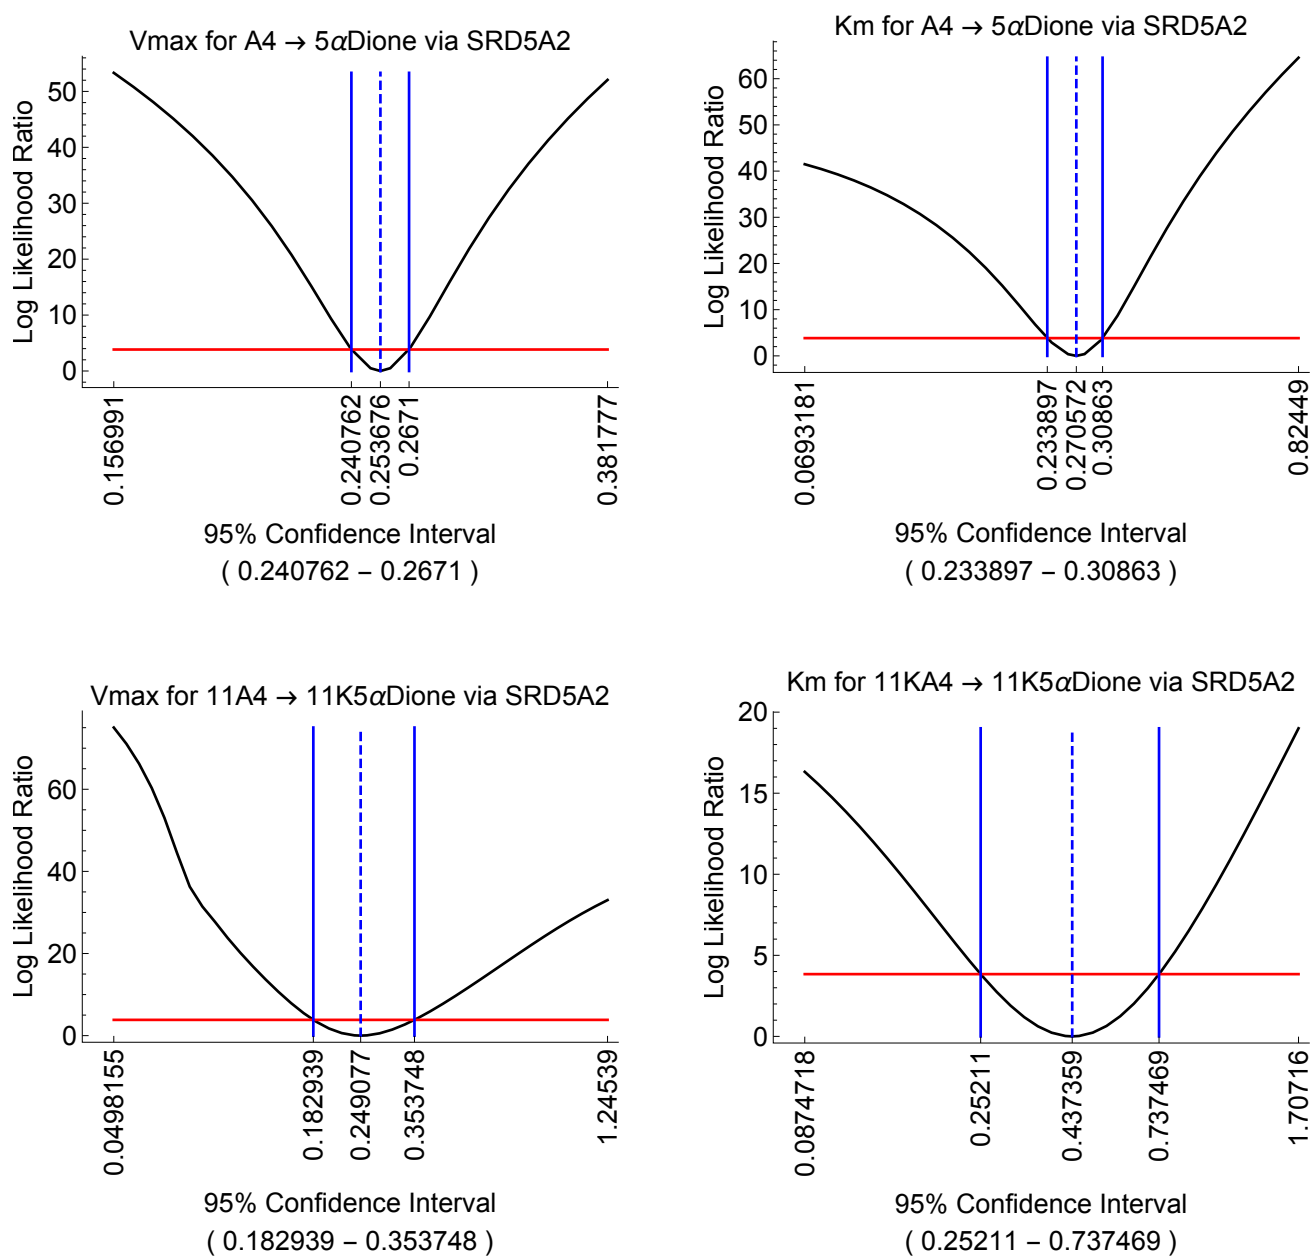 Vmax for A4 → 5αDione via SRD5A2
Log Likelihood Ratio
50
40
30
20
10
0
0.156991
0.240762
0.253676
0.2671
0.381777
95% Confidence Interval
( 0.240762 – 0.2671 )
Km for A4 → 5αDione via SRD5A2
Log Likelihood Ratio
60
50
40
30
20
10
0
0.0693181
0.233897
0.270572
0.30863
0.82449
95% Confidence Interval
( 0.233897 – 0.30863 )
Vmax for 11A4 → 11K5αDione via SRD5A2
Log Likelihood Ratio
60
40
20
0
0.0498155
0.182939
0.249077
0.353748
1.24539
95% Confidence Interval
( 0.182939 – 0.353748 )
Km for 11KA4 → 11K5αDione via SRD5A2
Log Likelihood Ratio
20
15
10
5
0
0.0874718
0.25211
0.437359
0.737469
1.70716
95% Confidence Interval
( 0.25211 – 0.737469 )